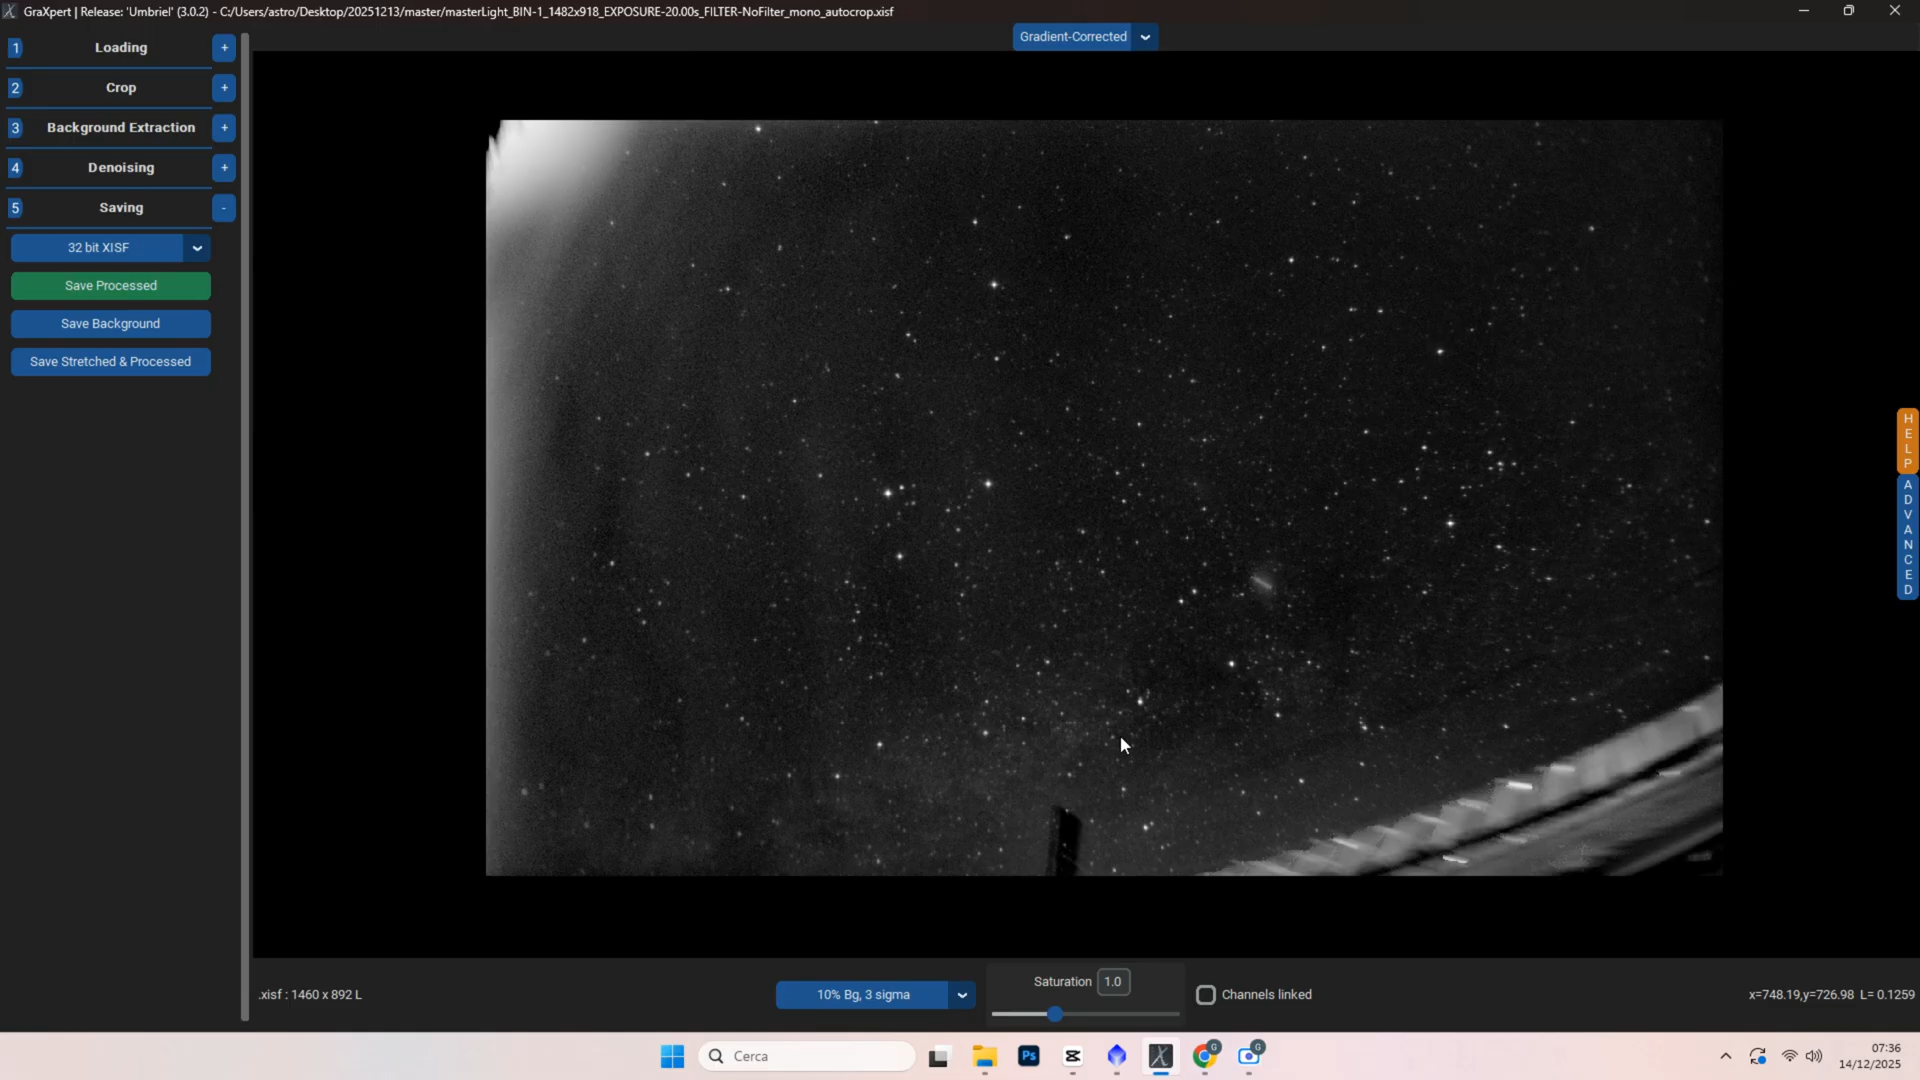 GraXpert | Release: 'Umbriel' (3.0.2) - C:/Users/astro/Desktop/20251213/master/masterLight_BIN-1_1482x918_EXPOSURE-20.00s_FILTER-NoFilter_mono_autocrop.xisf
Gradient-Corrected
1 Loading +
2 Crop +
3 Background Extraction +
4 Denoising +
5 Saving -
32 bit XISF
Save Processed
Save Background
Save Stretched & Processed
HELP
ADVANCED
.xisf : 1460 x 892 L
10% Bg, 3 sigma
Saturation 1.0
Channels linked
x=748.19,y=726.98 L= 0.1259
Cerca
Ps
G
G
07:36
14/12/2025